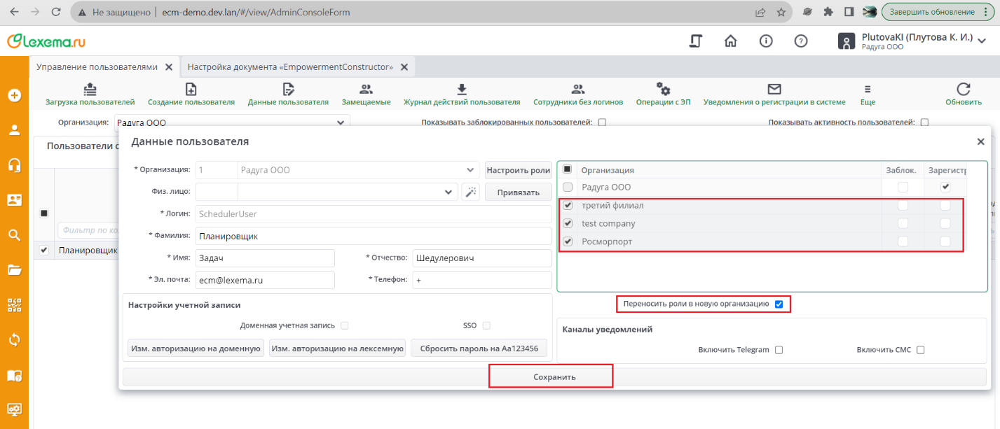 Не защищено | ecm-demo.dev.lan/#/view/AdminConsoleForm
Завершить обновление
Lexema.ru
PlutovaKI (Плутова К. И.)
Радуга ООО
Управление пользователями
Настройка документа «EmpowermentConstructor»
Загрузка пользователей
Создание пользователя
Данные пользователя
Замещаемые
Журнал действий пользователя
Сотрудники без логинов
Операции с ЭП
Уведомления о регистрации в системе
Еще
Обновить
Организация: Радуга ООО
Показывать заблокированных пользователей:
Показывать активность пользователей:
Пользователи с
Фильтр по ко
Планировщик
Данные пользователя
* Организация: 1 Радуга ООО
Настроить роли
Физ. лицо:
Привязать
* Логин: SchedulerUser
* Фамилия: Планировщик
* Имя: Задач
* Отчество: Шедулерович
* Эл. почта: ecm@lexema.ru
* Телефон: +
Настройки учетной записи
Доменная учетная запись
SSO
Изм. авторизацию на доменную
Изм. авторизацию на лексемную
Сбросить пароль на Aa123456
Организация Заблок. Зарегистр
Радуга ООО
третий филиал
test company
Росморпорт
Переносить роли в новую организацию
Каналы уведомлений
Включить Telegram
Включить СМС
Сохранить